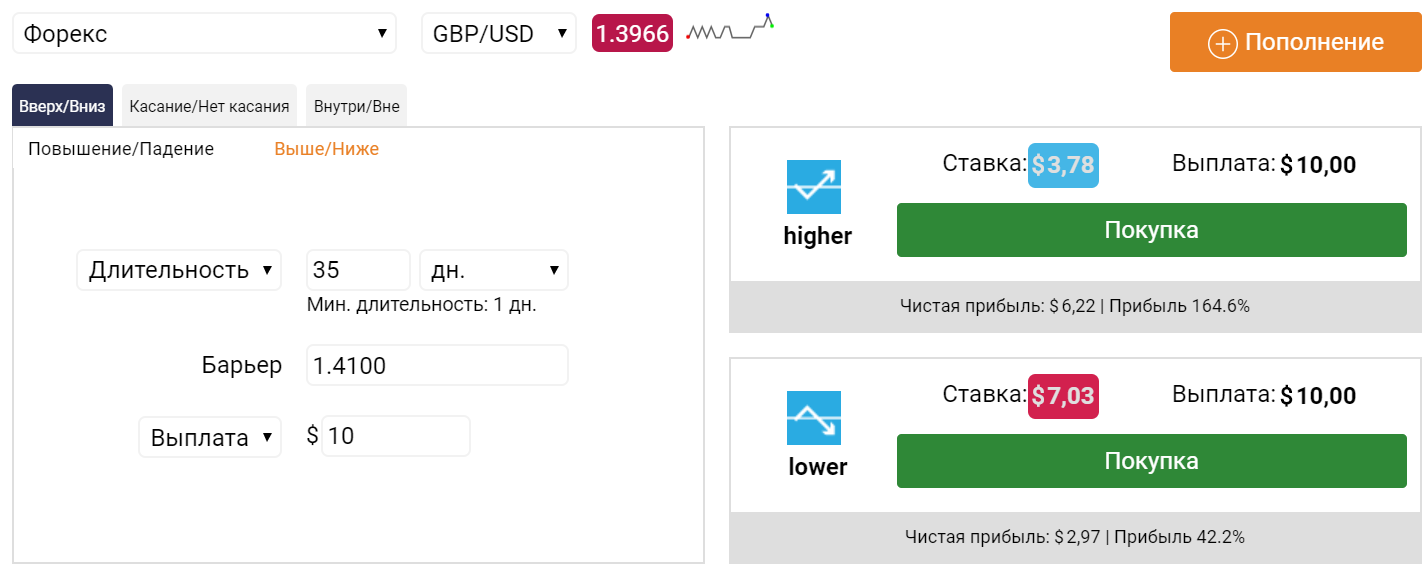 Форекс GBP/USD 1.3966 Пополнение
Вверх/Вниз Касание/Нет касания Внутри/Вне
Повышение/Падение Выше/Ниже
Длительность 35 дн.
Мин. длительность: 1 дн.
Барьер 1.4100
Выплата $ 10
Ставка: $3,78 Выплата: $10,00
higher
Покупка
Чистая прибыль: $6,22 | Прибыль 164.6%
Ставка: $7,03 Выплата: $10,00
lower
Покупка
Чистая прибыль: $2,97 | Прибыль 42.2%